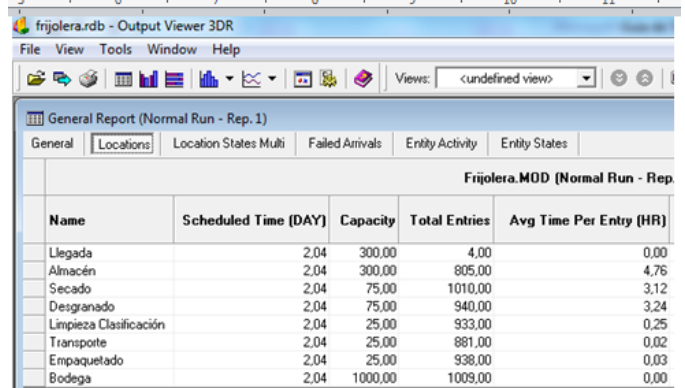 frijolera.rdb - Output Viewer 3DR
File View Tools Window Help
Views: <undefined view>
General Report (Normal Run - Rep. 1)
General Locations Location States Multi Failed Arrivals Entity Activity Entity States
Frijolera.MOD (Normal Run - Rep.
Name Scheduled Time (DAY) Capacity Total Entries Avg Time Per Entry (HR)
Llegada 2,04 300,00 4,00 0,00
Almacén 2,04 300,00 805,00 4,76
Secado 2,04 75,00 1010,00 3,12
Desgranado 2,04 75,00 940,00 3,24
Limpieza Clasificación 2,04 25,00 933,00 0,25
Transporte 2,04 25,00 881,00 0,02
Empaquetado 2,04 25,00 938,00 0,03
Bodega 2,04 1000,00 1009,00 0,00